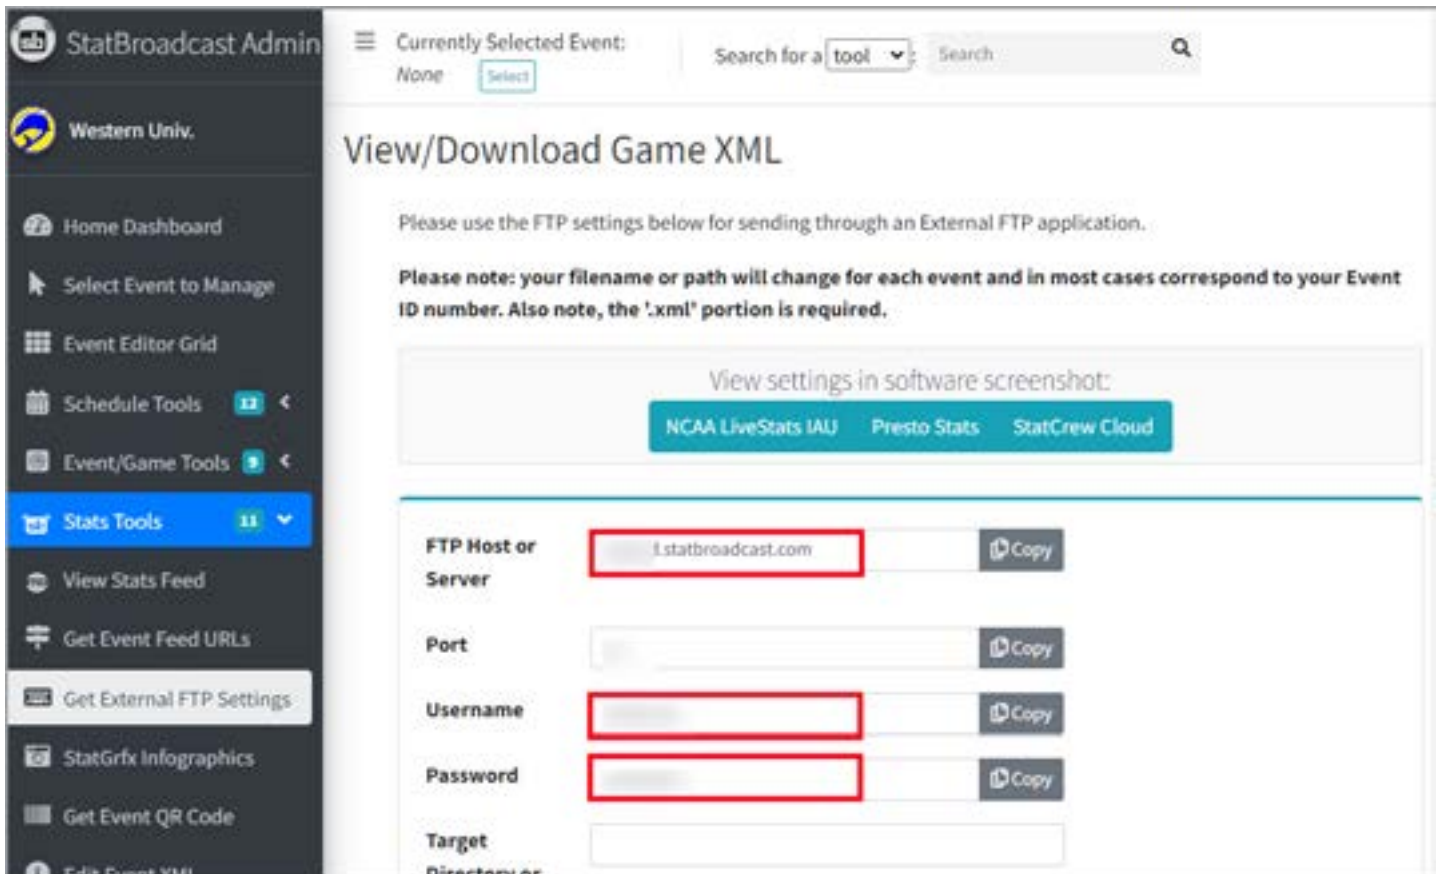 sb StatBroadcast Admin
Currently Selected Event:
None Select
Search for a tool : Search
Western Univ.
View/Download Game XML
Home Dashboard
Select Event to Manage
Event Editor Grid
Schedule Tools 12
Event/Game Tools 9
Stats Tools 11
View Stats Feed
Get Event Feed URLs
Get External FTP Settings
StatGrfx Infographics
Get Event QR Code
Edit Event XML
Please use the FTP settings below for sending through an External FTP application.
Please note: your filename or path will change for each event and in most cases correspond to your Event
ID number. Also note, the '.xml' portion is required.
View settings in software screenshot:
NCAA LiveStats IAU Presto Stats StatCrew Cloud
FTP Host or
Server
.statbroadcast.com Copy
Port Copy
Username Copy
Password Copy
Target
Directory or